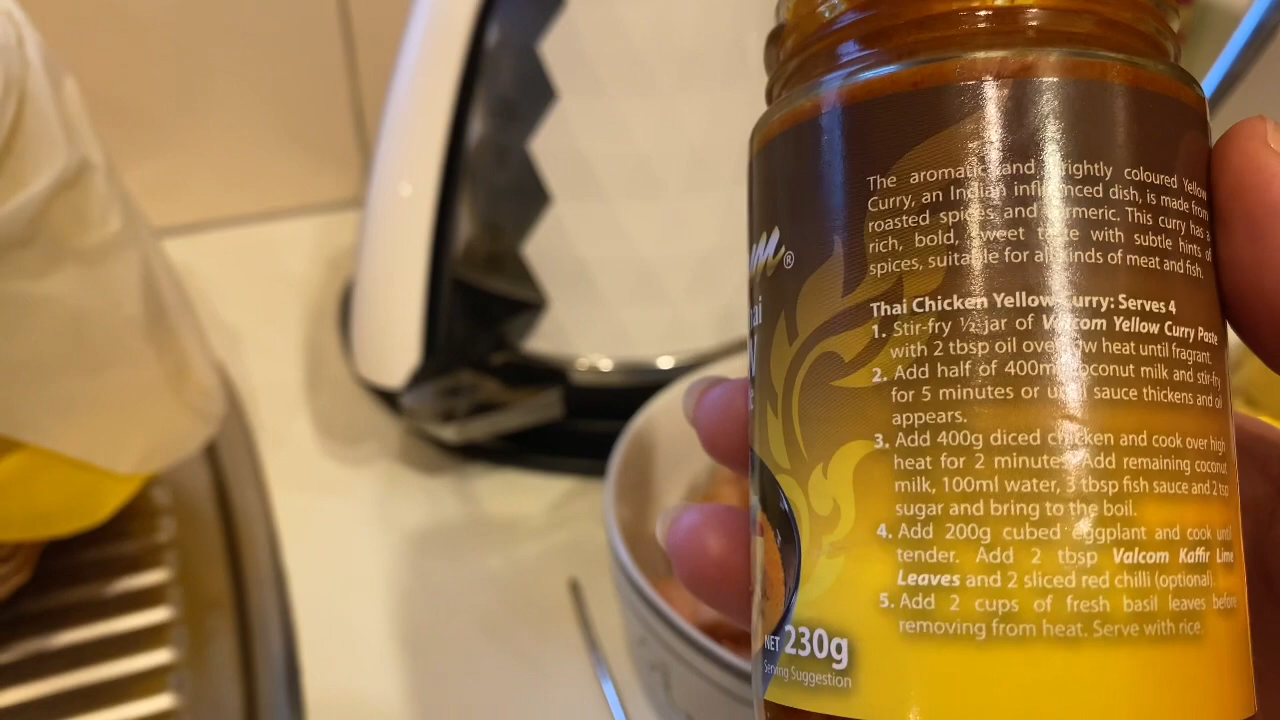 m®
ai
The aromatic and brightly coloured Yellow
Curry, an Indian influenced dish, is made from
roasted spices and turmeric. This curry has a
rich, bold, sweet taste with subtle hints of
spices, suitable for all kinds of meat and fish.
Thai Chicken Yellow Curry: Serves 4
1. Stir-fry ½ jar of Valcom Yellow Curry Paste
with 2 tbsp oil over low heat until fragrant.
2. Add half of 400ml coconut milk and stir-fry
for 5 minutes or until sauce thickens and oil
appears.
3. Add 400g diced chicken and cook over high
heat for 2 minutes. Add remaining coconut
milk, 100ml water, 3 tbsp fish sauce and 2 tsp
sugar and bring to the boil.
4. Add 200g cubed eggplant and cook until
tender. Add 2 tbsp Valcom Kaffir Lime
Leaves and 2 sliced red chilli (optional).
5. Add 2 cups of fresh basil leaves before
removing from heat. Serve with rice.
NET 230g
Serving Suggestion